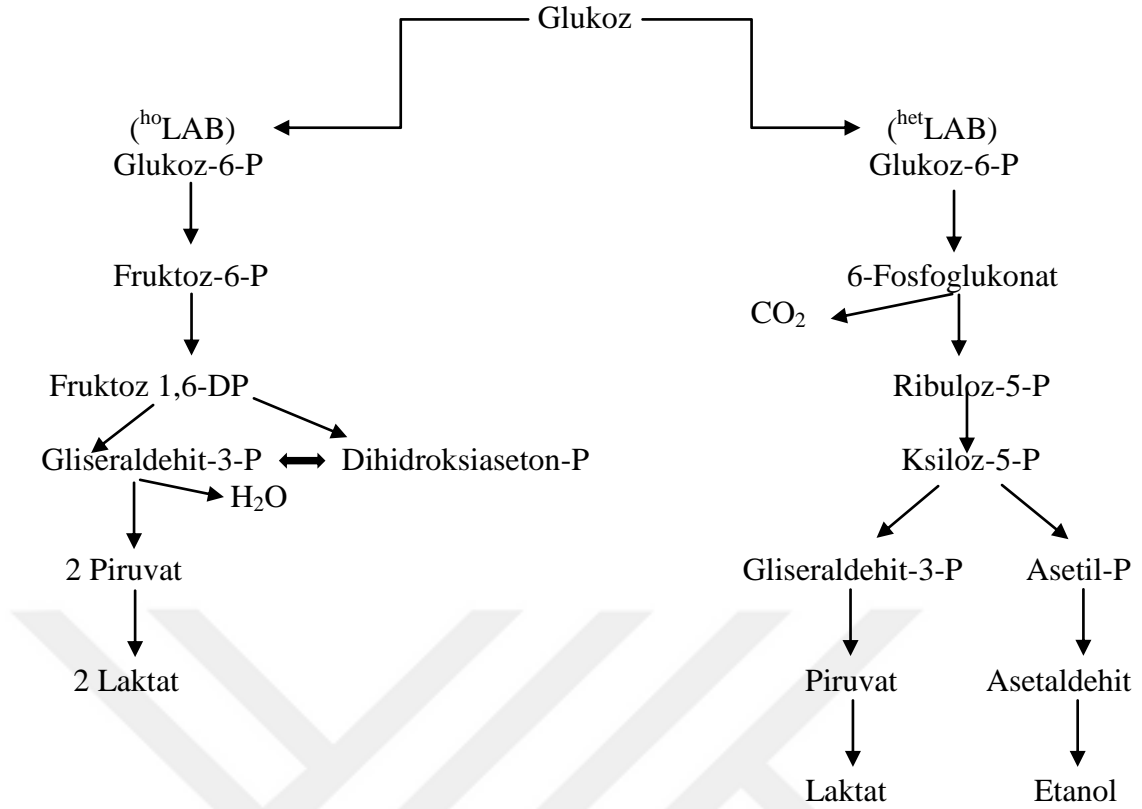 Glukoz
(hoLAB)
Glukoz-6-P
Fruktoz-6-P
Fruktoz 1,6-DP
Gliseraldehit-3-P
Dihidroksiaseton-P
H2O
2 Piruvat
2 Laktat
(hetLAB)
Glukoz-6-P
6-Fosfoglukonat
CO2
Ribuloz-5-P
Ksiloz-5-P
Gliseraldehit-3-P
Asetil-P
Piruvat
Asetaldehit
Laktat
Etanol